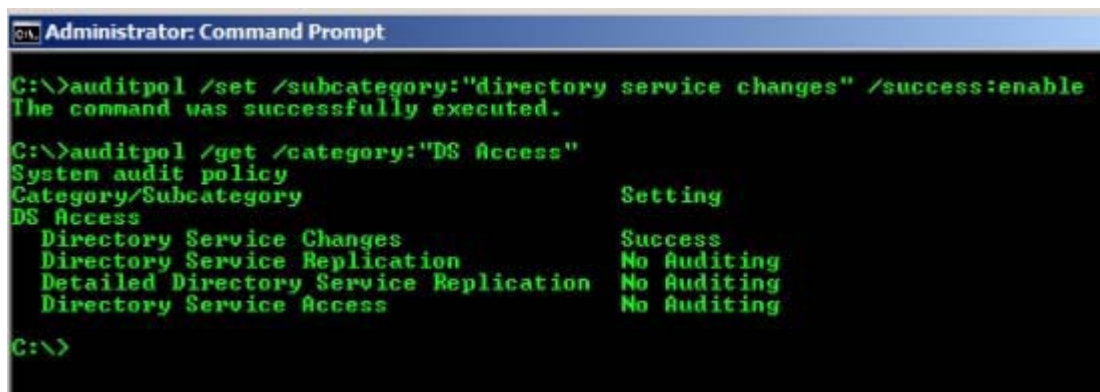 Administrator: Command Prompt
C:\>auditpol /set /subcategory:"directory service changes" /success:enable
The command was successfully executed.
C:\>auditpol /get /category:"DS Access"
System audit policy
Category/Subcategory Setting
DS Access
Directory Service Changes Success
Directory Service Replication No Auditing
Detailed Directory Service Replication No Auditing
Directory Service Access No Auditing
C:\>